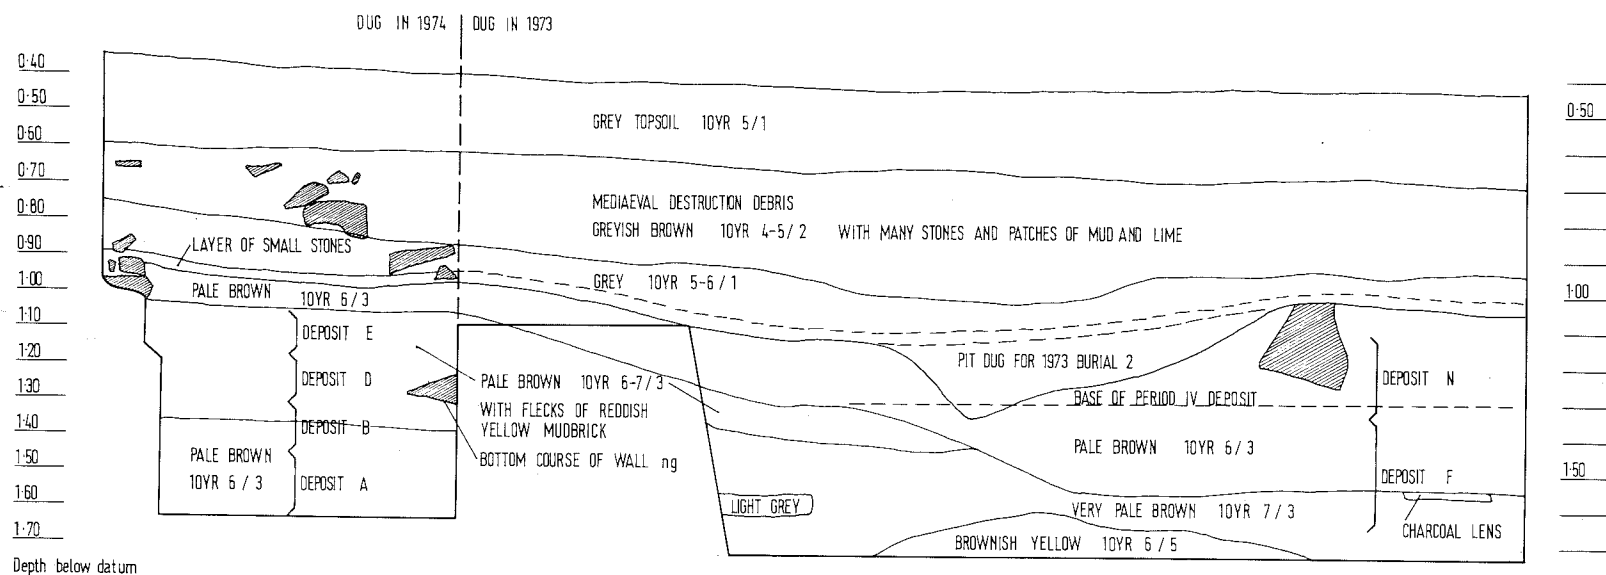 DUG IN 1974
DUG IN 1973
0·40
0·50
0·60
0·70
0·80
0·90
1·00
1·10
1·20
1·30
1·40
1·50
1·60
1·70
Depth below datum
GREY TOPSOIL 10YR 5/1
MEDIAEVAL DESTRUCTION DEBRIS
GREYISH BROWN 10YR 4-5/2 WITH MANY STONES AND PATCHES OF MUD AND LIME
LAYER OF SMALL STONES
GREY 10YR 5-6/1
PALE BROWN 10YR 6/3
DEPOSIT E
DEPOSIT D
DEPOSIT B
DEPOSIT A
PALE BROWN
10YR 6/3
PALE BROWN 10YR 6-7/3
WITH FLECKS OF REDDISH
YELLOW MUDBRICK
BOTTOM COURSE OF WALL ng
PIT DUG FOR 1973 BURIAL 2
BASE OF PERIOD IV DEPOSIT
PALE BROWN 10YR 6/3
LIGHT GREY
VERY PALE BROWN 10YR 7/3
BROWNISH YELLOW 10YR 6/5
DEPOSIT N
DEPOSIT F
CHARCOAL LENS
0·50
1·00
1·50